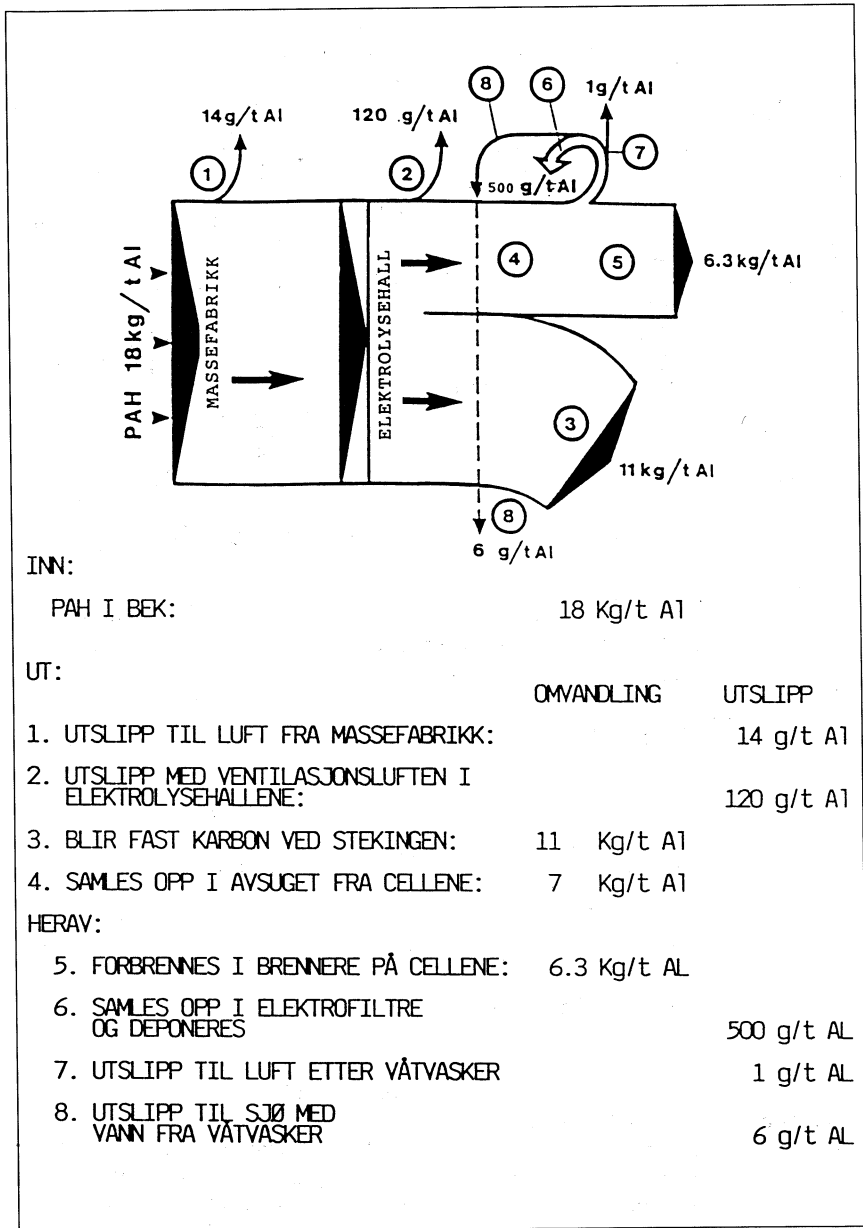 8
6
1g/t Al
14g/t Al
120 g/t Al
1
2
7
500 g/t Al
PAH 18kg/t Al
MASSEFABRIKK
ELEKTROLYSEHALL
4
5
6.3kg/t Al
3
11kg/t Al
8
6 g/t Al
INN:
PAH I BEK: 18 Kg/t Al
UT:
OMVANDLING UTSLIPP
1. UTSLIPP TIL LUFT FRA MASSEFABRIKK: 14 g/t Al
2. UTSLIPP MED VENTILASJONSLUFTEN I
ELEKTROLYSEHALLENE: 120 g/t Al
3. BLIR FAST KARBON VED STEKINGEN: 11 Kg/t Al
4. SAMLES OPP I AVSUGET FRA CELLENE: 7 Kg/t Al
HERAV:
5. FORBRENNES I BRENNERE PÅ CELLENE: 6.3 Kg/t AL
6. SAMLES OPP I ELEKTROFILTRE
OG DEPONERES 500 g/t AL
7. UTSLIPP TIL LUFT ETTER VÅTVASKER 1 g/t AL
8. UTSLIPP TIL SJØ MED
VANN FRA VÅTVASKER 6 g/t AL